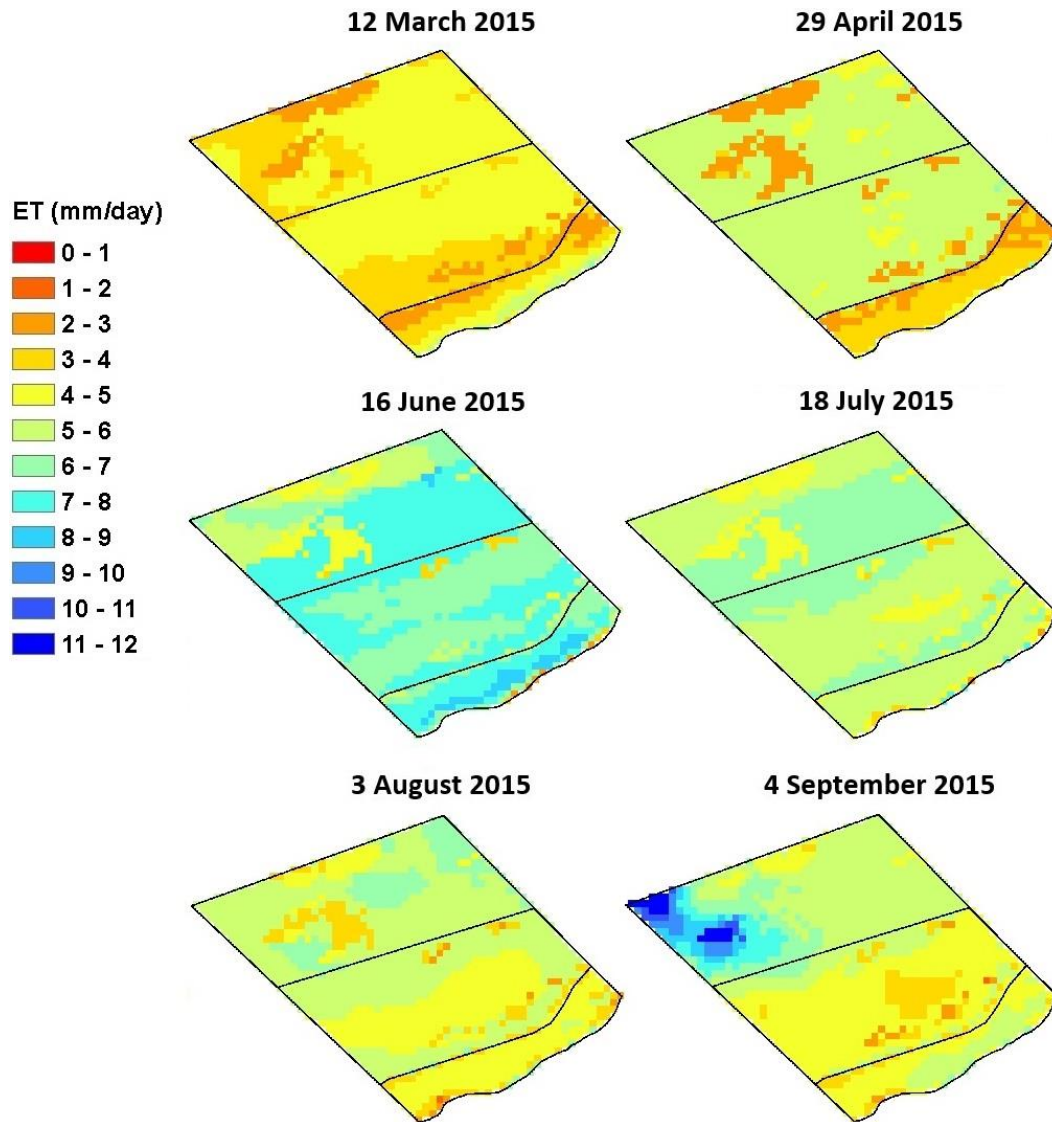 12 March 2015
29 April 2015
ET (mm/day)
0 - 1
1 - 2
2 - 3
3 - 4
4 - 5
5 - 6
6 - 7
7 - 8
8 - 9
9 - 10
10 - 11
11 - 12
16 June 2015
18 July 2015
3 August 2015
4 September 2015